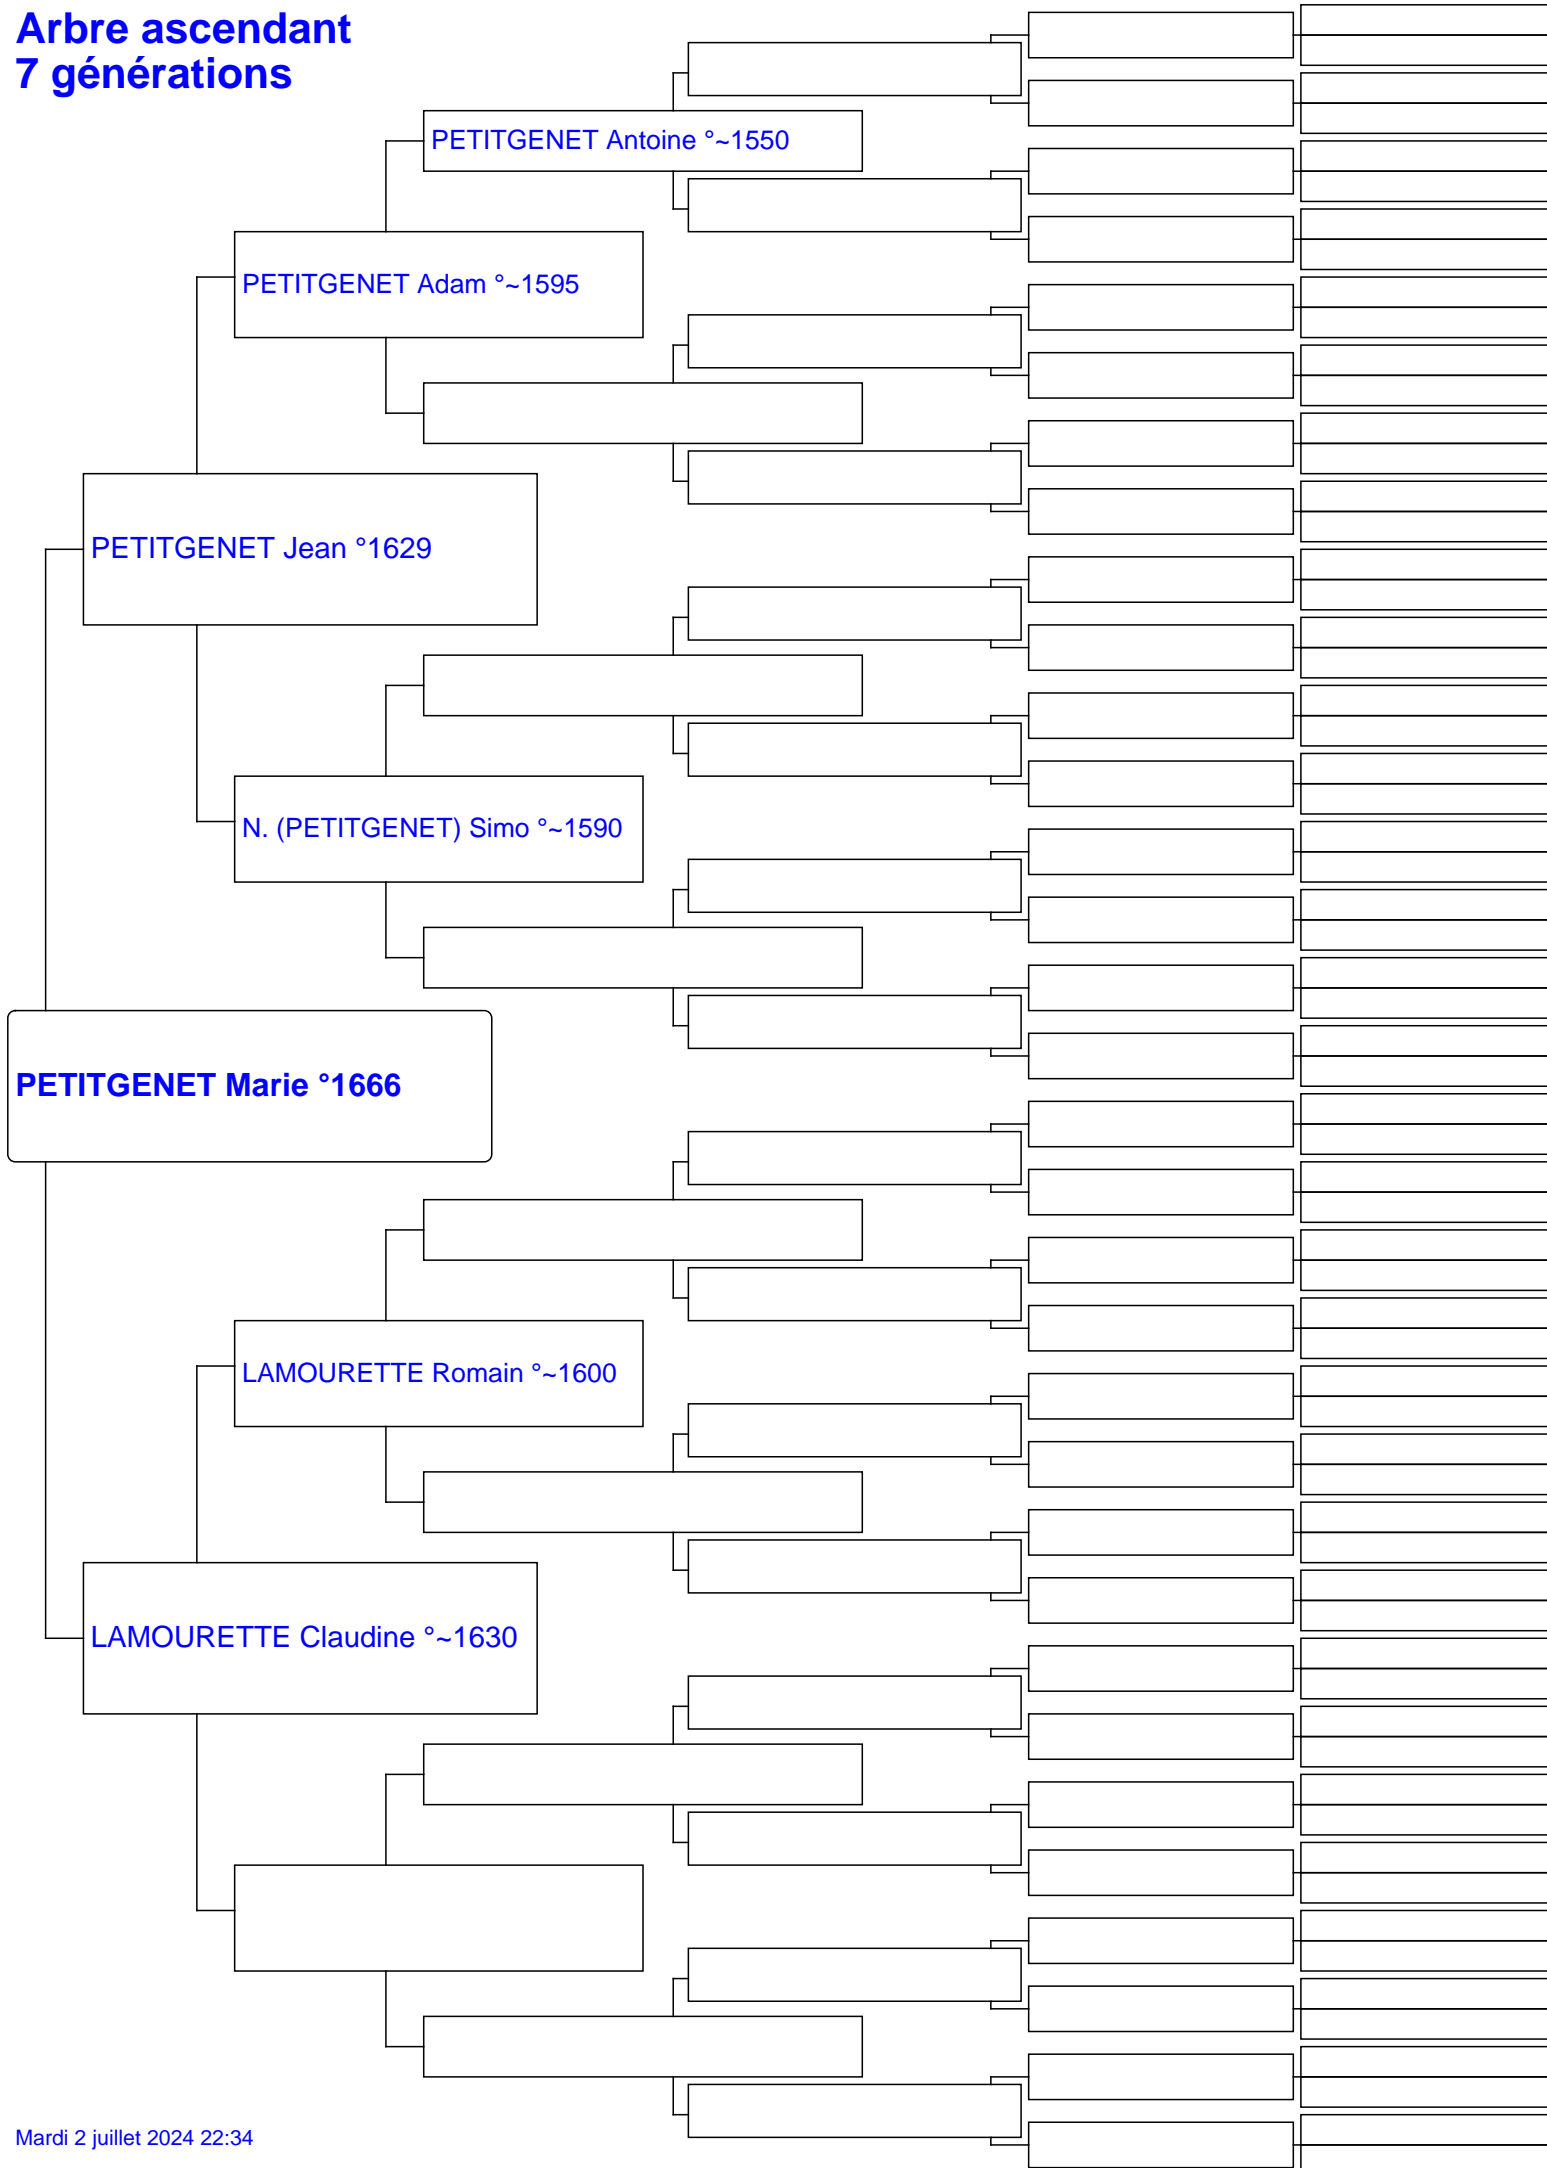 Arbre ascendant
7 générations
PETITGENET Antoine °~1550
PETITGENET Adam °~1595
PETITGENET Jean °1629
N. (PETITGENET) Simo °~1590
PETITGENET Marie °1666
LAMOURETTE Romain °~1600
LAMOURETTE Claudine °~1630
Mardi 2 juillet 2024 22:34